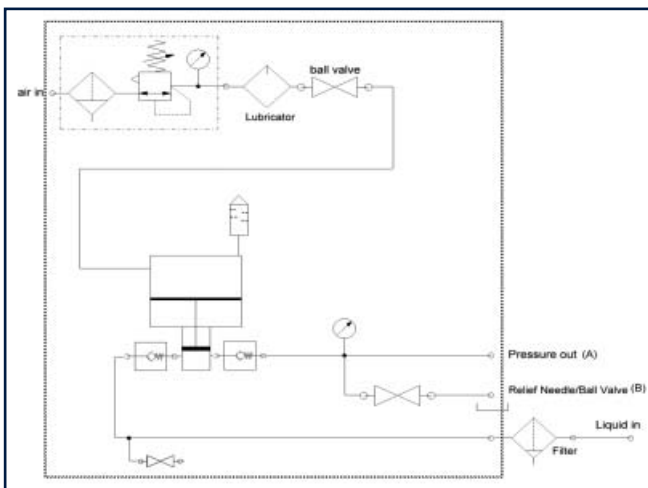 air in
ball valve
Lubricator
Pressure out (A)
Relief Needle/Ball Valve (B)
Liquid in
Filter